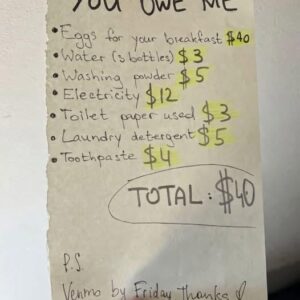 YOU OWE ME
• Eggs for your breakfast $40
• Water (3 bottles) $3
• Washing powder $5
• Electricity $12
• Toilet paper used $3
• Laundry detergent $5
• Toothpaste $4
TOTAL: $40
P.S.
Venmo by Friday Thanks